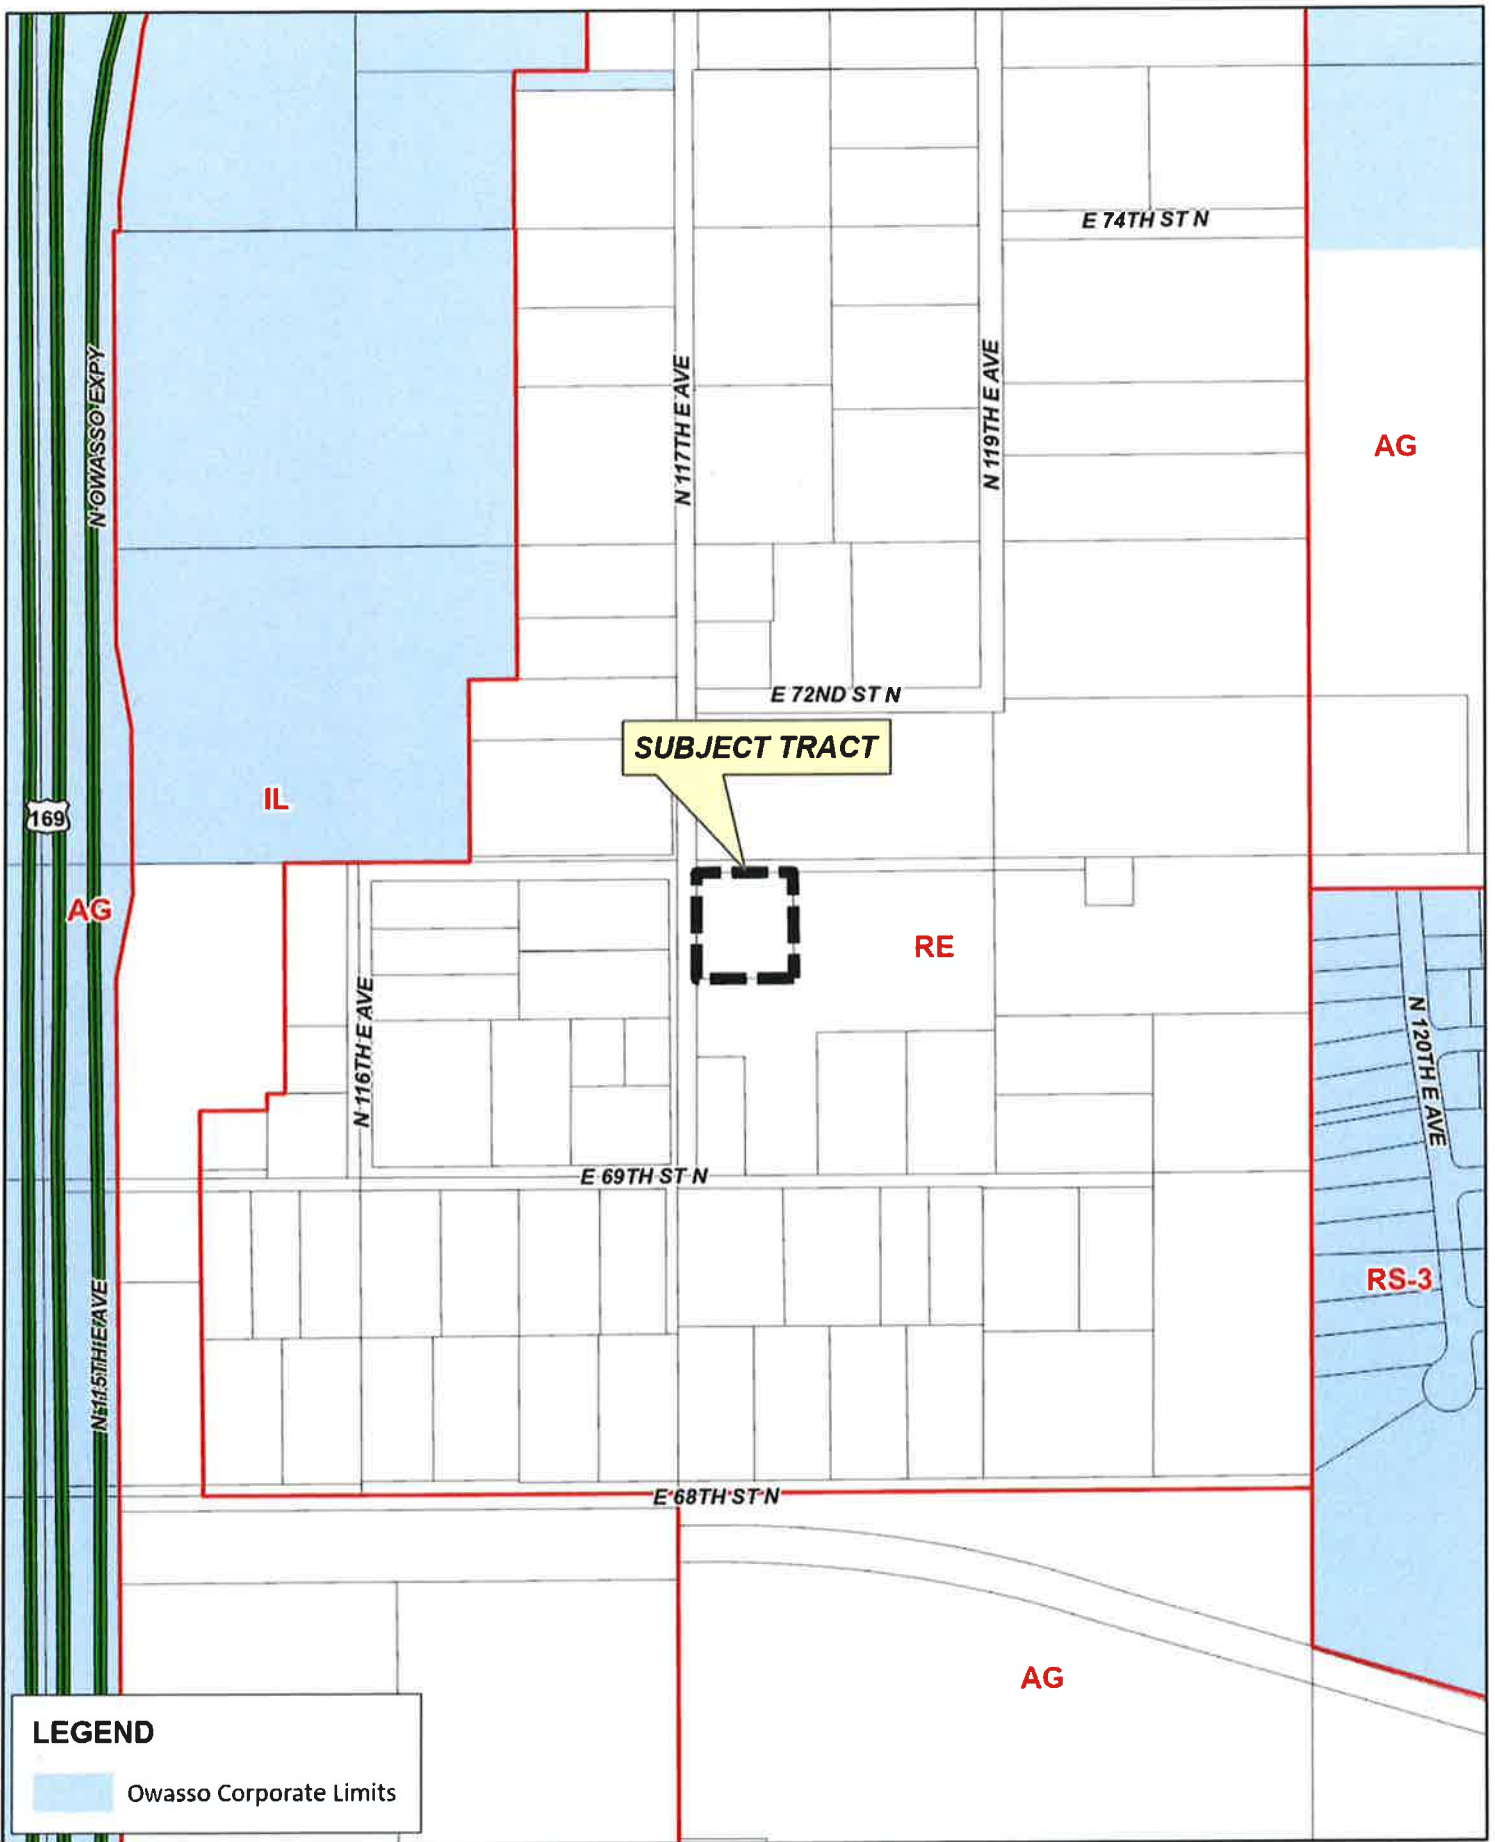 E 74TH ST N
N OWASSO EXPY
N 117TH E AVE
N 119TH E AVE
AG
E 72ND ST N
SUBJECT TRACT
IL
169
AG
RE
N 116TH E AVE
N 120TH E AVE
E 69TH ST N
RS-3
N 115TH E AVE
E 68TH ST N
AG
LEGEND
Owasso Corporate Limits